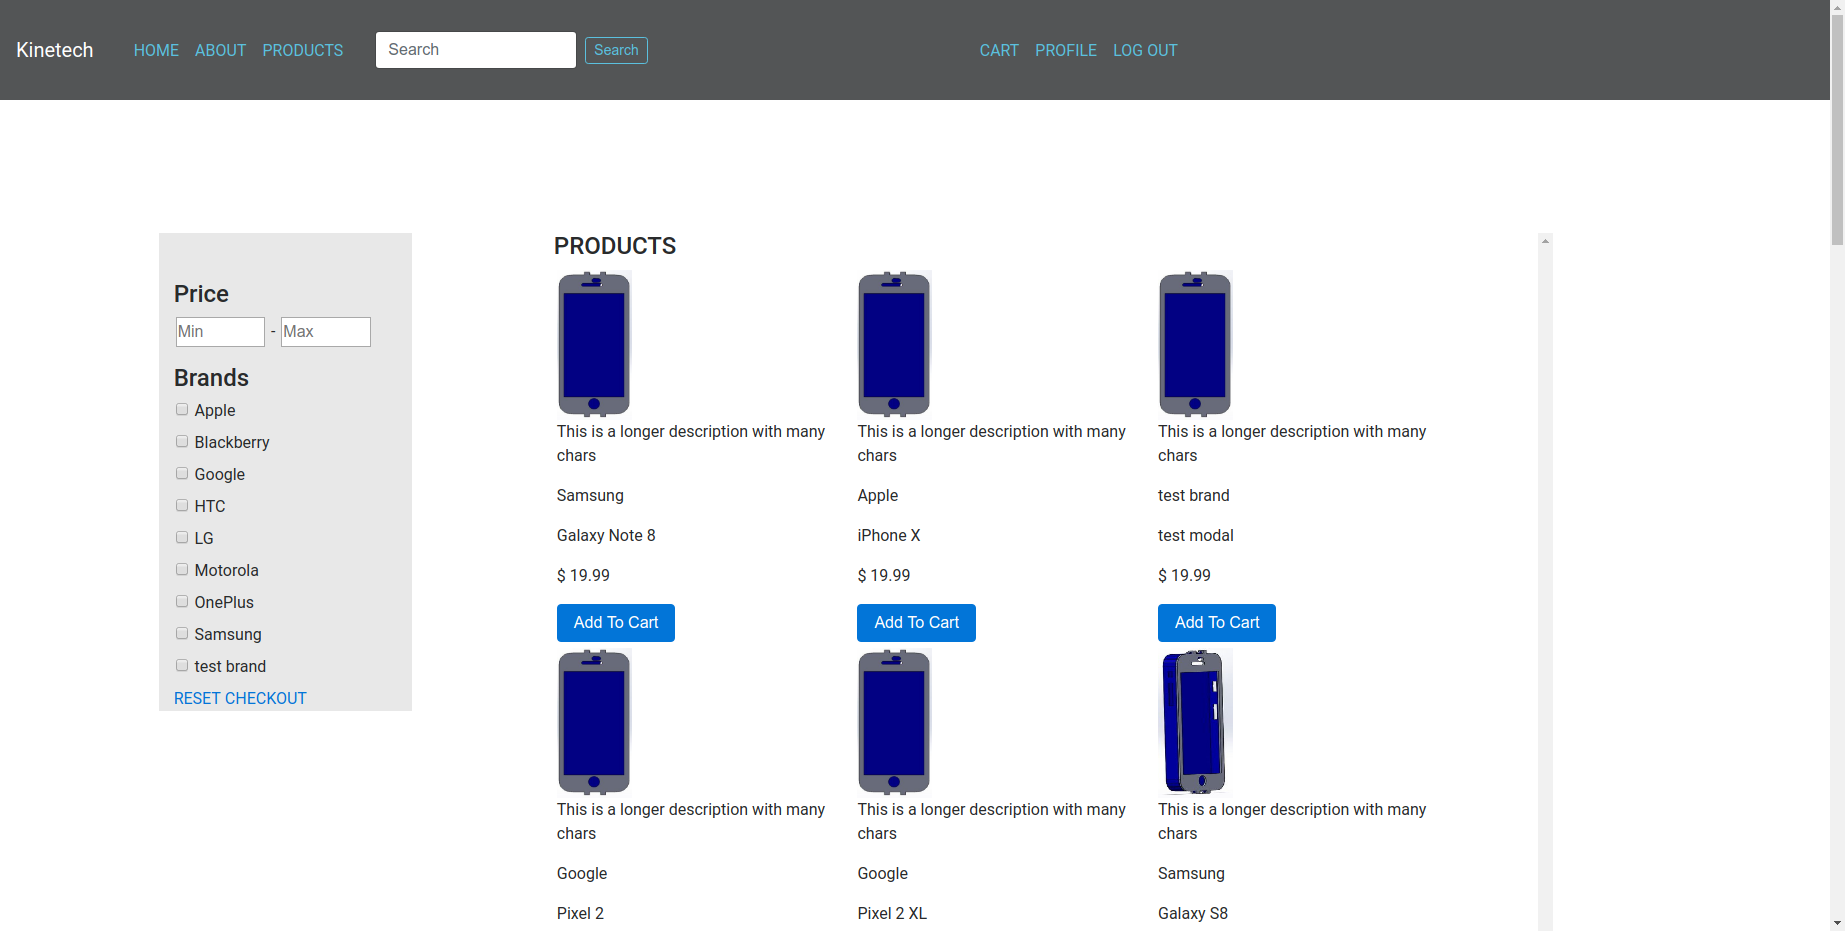 Kinetech HOME ABOUT PRODUCTS Search Search CART PROFILE LOG OUT
Price
Min - Max
Brands
Apple
Blackberry
Google
HTC
LG
Motorola
OnePlus
Samsung
test brand
RESET CHECKOUT
PRODUCTS
This is a longer description with many
chars
Samsung
Galaxy Note 8
$ 19.99
Add To Cart
This is a longer description with many
chars
Apple
iPhone X
$ 19.99
Add To Cart
This is a longer description with many
chars
test brand
test modal
$ 19.99
Add To Cart
This is a longer description with many
chars
Google
Pixel 2
This is a longer description with many
chars
Google
Pixel 2 XL
This is a longer description with many
chars
Samsung
Galaxy S8